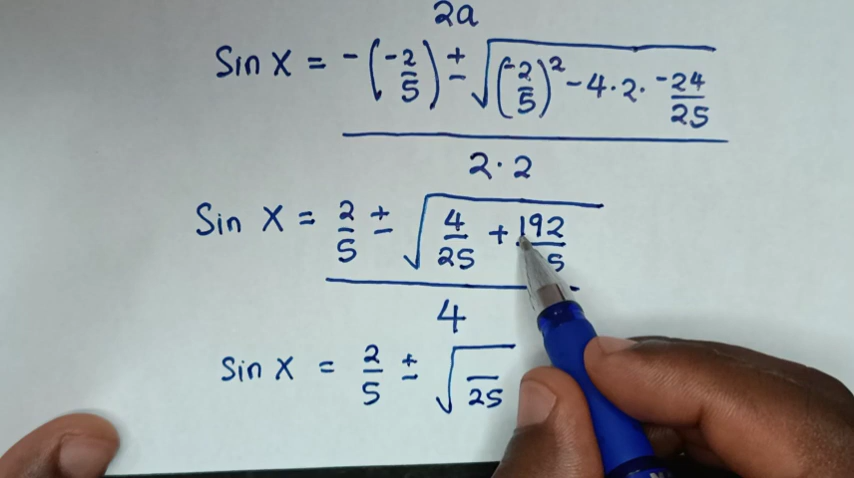 2a
Sin X = -(-2/5) ± √((-2/5)² - 4·2· -24/25)
2·2
Sin X = 2/5 ± √(4/25 + 192/ 5)
4
Sin X = 2/5 ± √( /25)